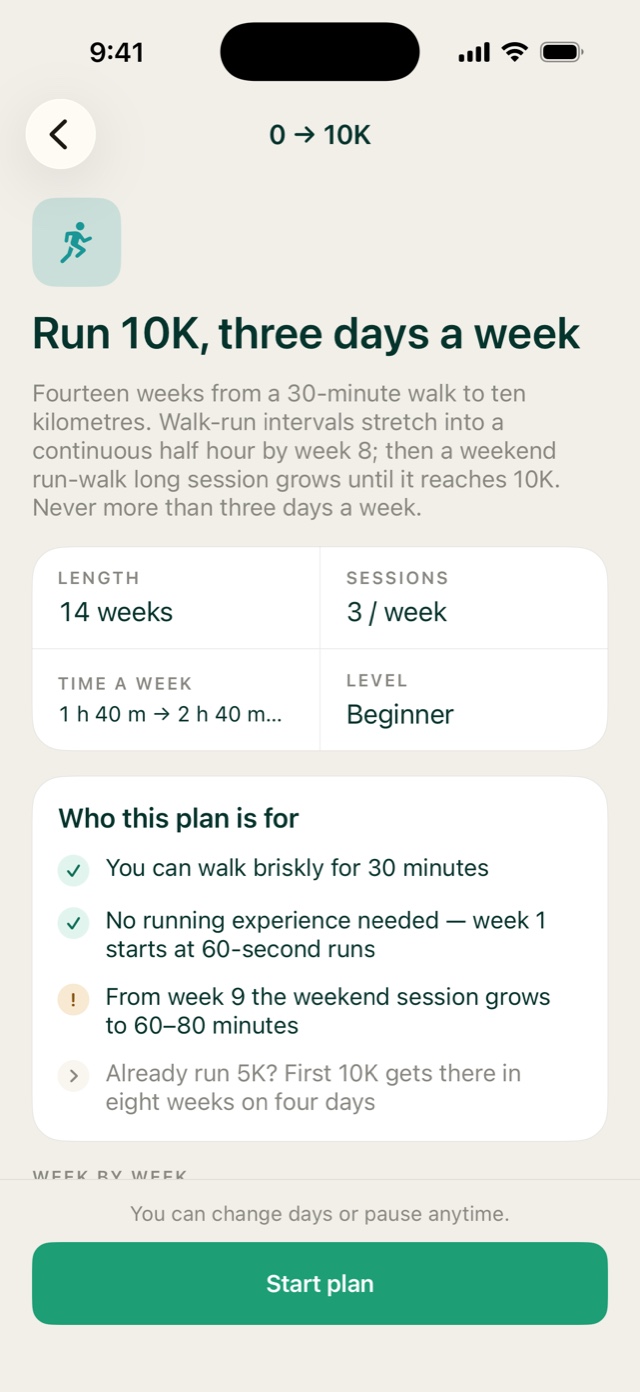 9:41
0 → 10K
Run 10K, three days a week
Fourteen weeks from a 30-minute walk to ten
kilometres. Walk-run intervals stretch into a
continuous half hour by week 8; then a weekend
run-walk long session grows until it reaches 10K.
Never more than three days a week.
LENGTH
14 weeks
SESSIONS
3 / week
TIME A WEEK
1 h 40 m → 2 h 40 m...
LEVEL
Beginner
Who this plan is for
You can walk briskly for 30 minutes
No running experience needed — week 1
starts at 60-second runs
From week 9 the weekend session grows
to 60–80 minutes
Already run 5K? First 10K gets there in
eight weeks on four days
WEEK BY WEEK
You can change days or pause anytime.
Start plan